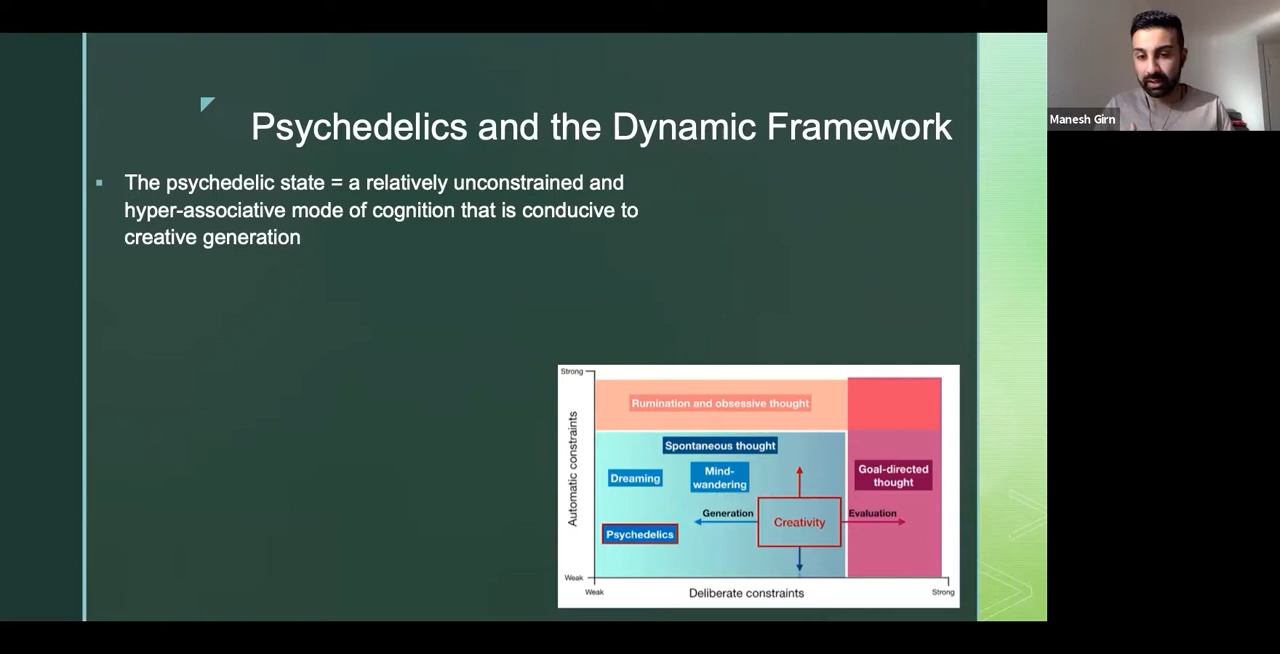 Manesh Girn
Psychedelics and the Dynamic Framework
The psychedelic state = a relatively unconstrained and
hyper-associative mode of cognition that is conducive to
creative generation
Strong
Automatic constraints
Rumination and obsessive thought
Spontaneous thought
Dreaming
Mind-
wandering
Goal-directed
thought
Generation
Creativity
Evaluation
Psychedelics
Weak
Weak
Deliberate constraints
Strong